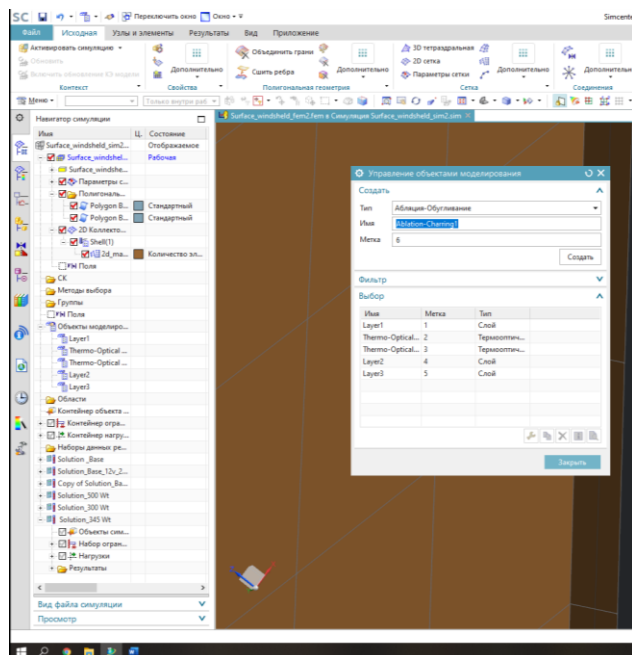 SC
Переключить окно
Окно
Simcente
Файл Исходная Узлы и элементы Результаты Вид Приложение
Активировать симуляцию
Обновить
Включить обновление КЭ модели
Дополнительно
Объединить грани
Сшить ребра
Дополнительно
3D тетраэдральная
2D сетка
Параметры сетки
Дополнительно
Дополнительн
Контекст Свойства Полигональная геометрия Сетка Соединения
Меню
Только внутри раб.
Навигатор симуляции
Surface_windsheld_fem2.fem в Симуляция Surface_windsheld_sim2.sim
Имя Ц. Состояние
Surface_windsheld_sim2... Отображаемое
Surface_windshel... Рабочая
Surface_windshe...
Параметры с...
Полигональ...
Polygon B... Стандартный
Polygon B... Стандартный
2D Коллекто...
Shell(1)
2d_ma... Количество эл...
Поля
СК
Методы выбора
Группы
Поля
Объекты моделиро...
Layer1
Thermo-Optical ...
Thermo-Optical ...
Layer2
Layer3
Области
Контейнер объекта ...
Контейнер огра...
Контейнер нагру...
Наборы данных ре...
Solution _Base
Solution_Base_12v_2...
Copy of Solution_Ba...
Solution_500 Wt
Solution_300 Wt
Solution_345 Wt
Объекты сим...
Набор огран...
Нагрузки
Результаты
Вид файла симуляции
Просмотр
Управление объектами моделирования
Создать
Тип Абляция-Обугливание
Имя Ablation-Charring1
Метка 6
Создать
Фильтр
Выбор
Имя Метка Тип
Layer1 1 Слой
Thermo-Optical... 2 Термооптич...
Thermo-Optical... 3 Термооптич...
Layer2 4 Слой
Layer3 5 Слой
Закрыть